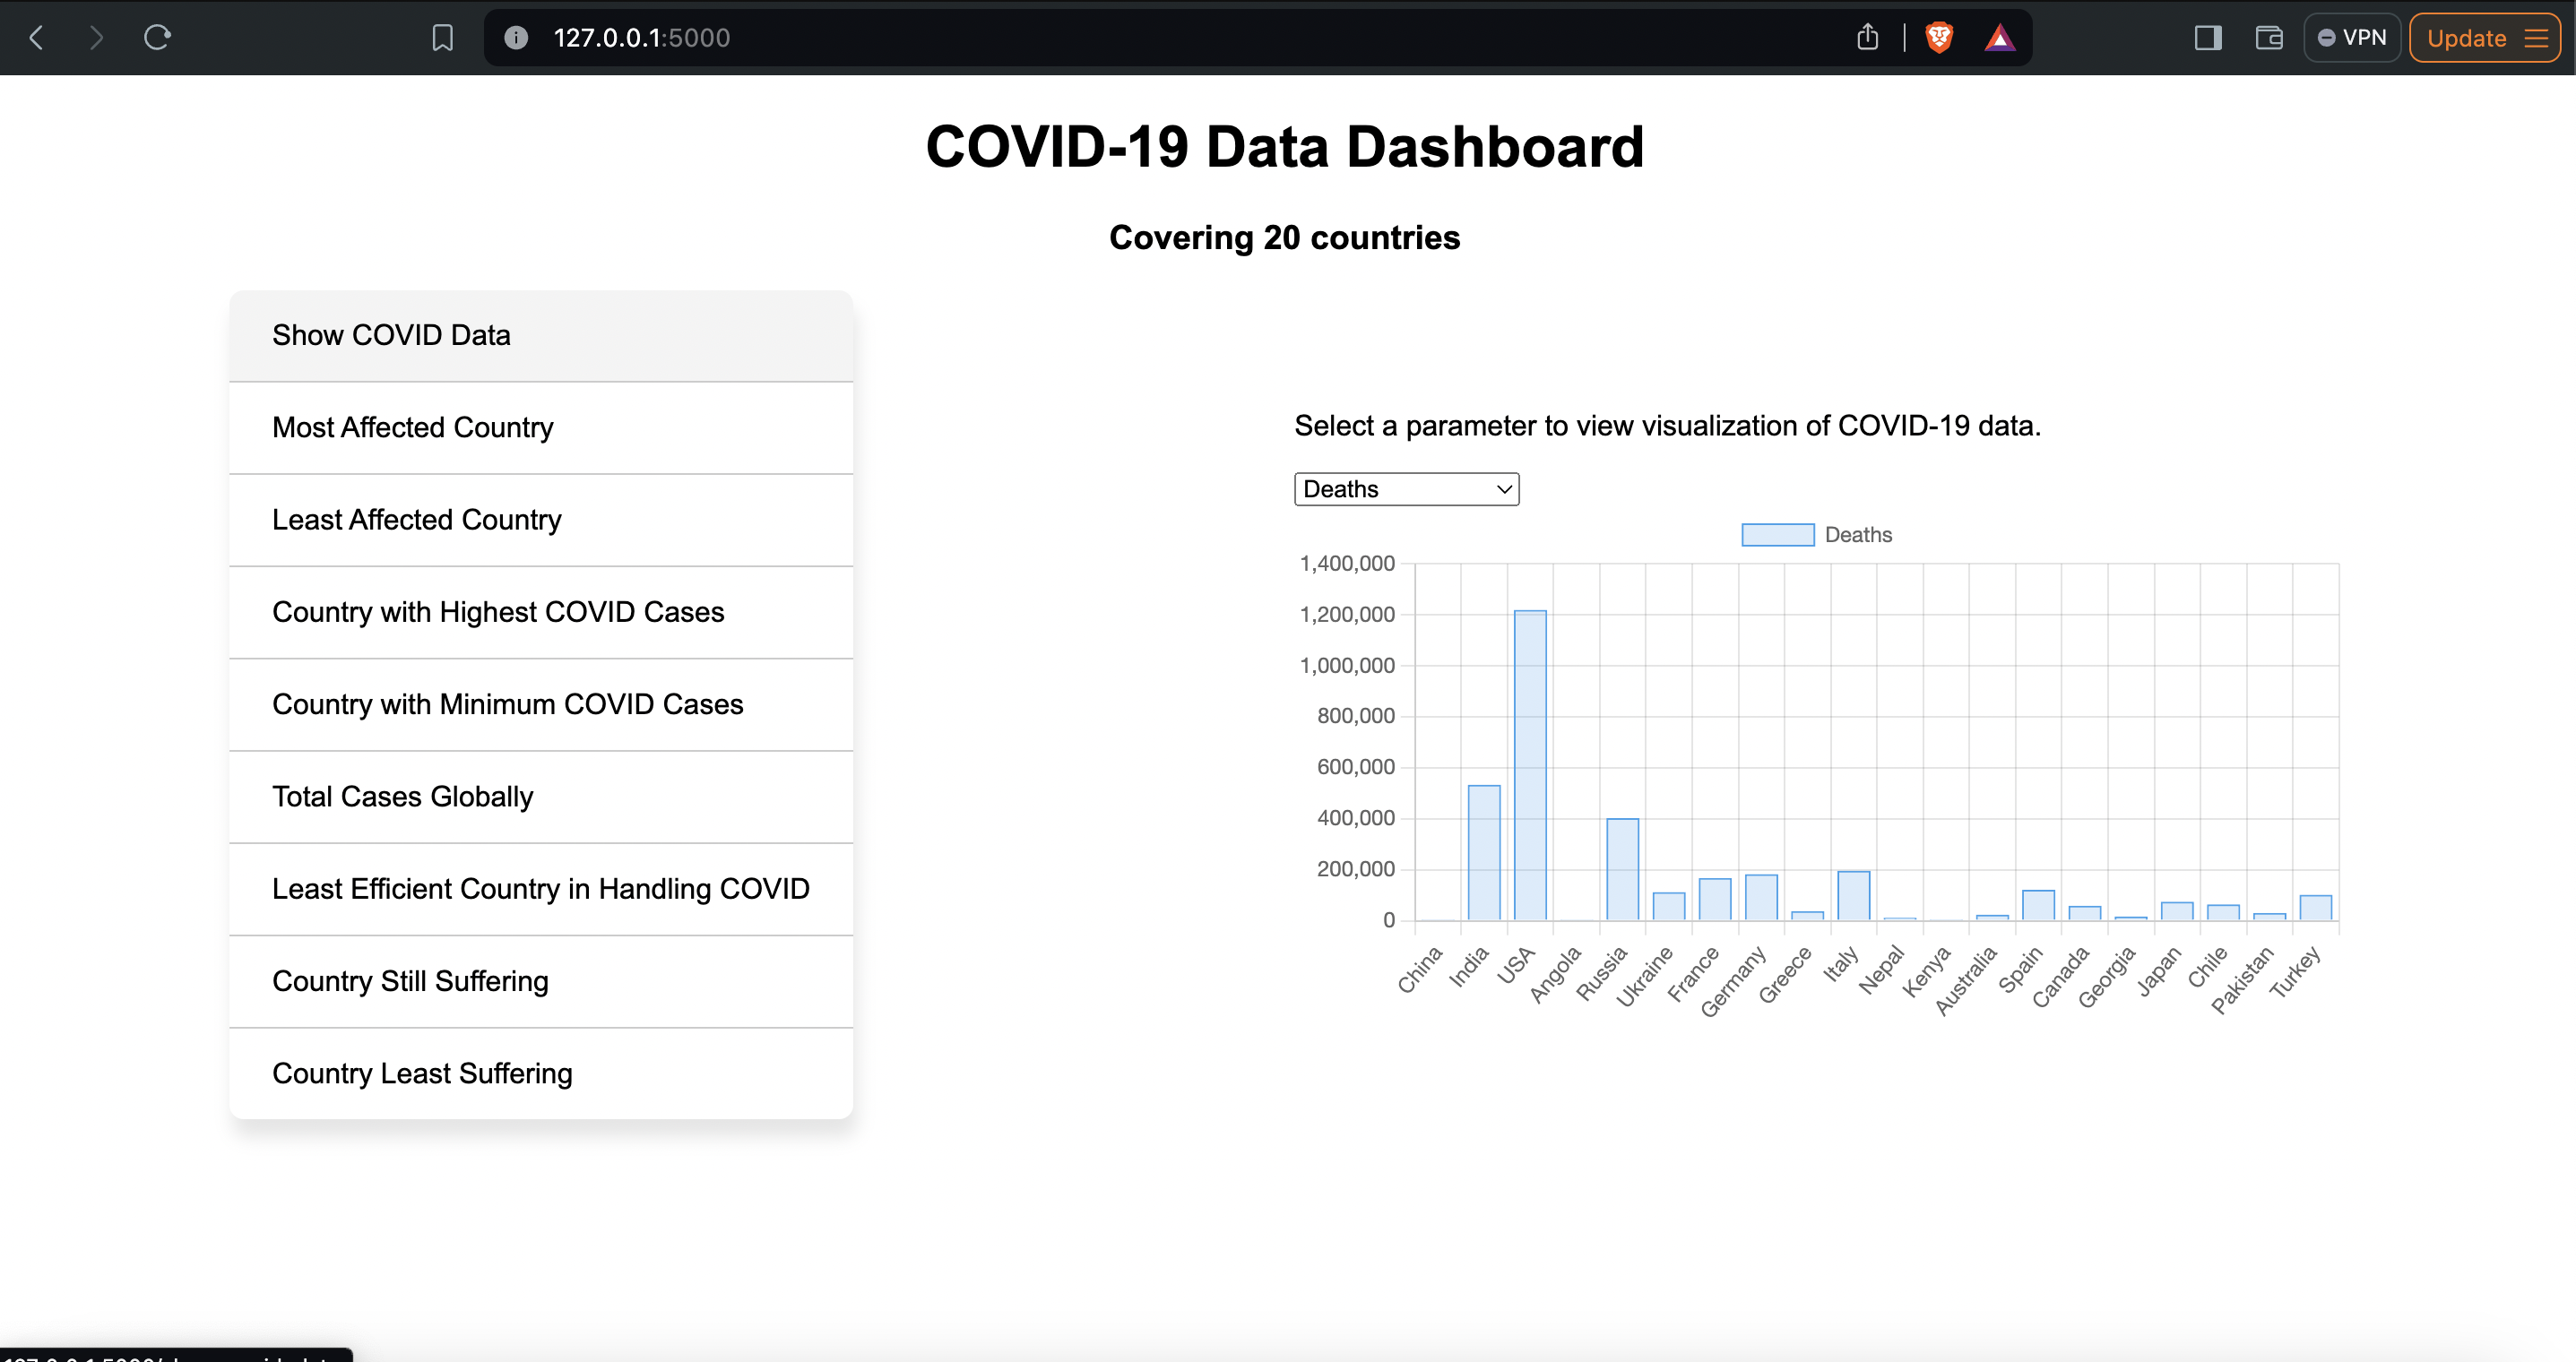 127.0.0.1:5000
VPN
Update
COVID-19 Data Dashboard
Covering 20 countries
Show COVID Data
Most Affected Country
Least Affected Country
Country with Highest COVID Cases
Country with Minimum COVID Cases
Total Cases Globally
Least Efficient Country in Handling COVID
Country Still Suffering
Country Least Suffering
Select a parameter to view visualization of COVID-19 data.
Deaths
Deaths
1,400,000
1,200,000
1,000,000
800,000
600,000
400,000
200,000
0
China
India
USA
Angola
Russia
Ukraine
France
Germany
Greece
Italy
Nepal
Kenya
Australia
Spain
Canada
Georgia
Japan
Chile
Pakistan
Turkey